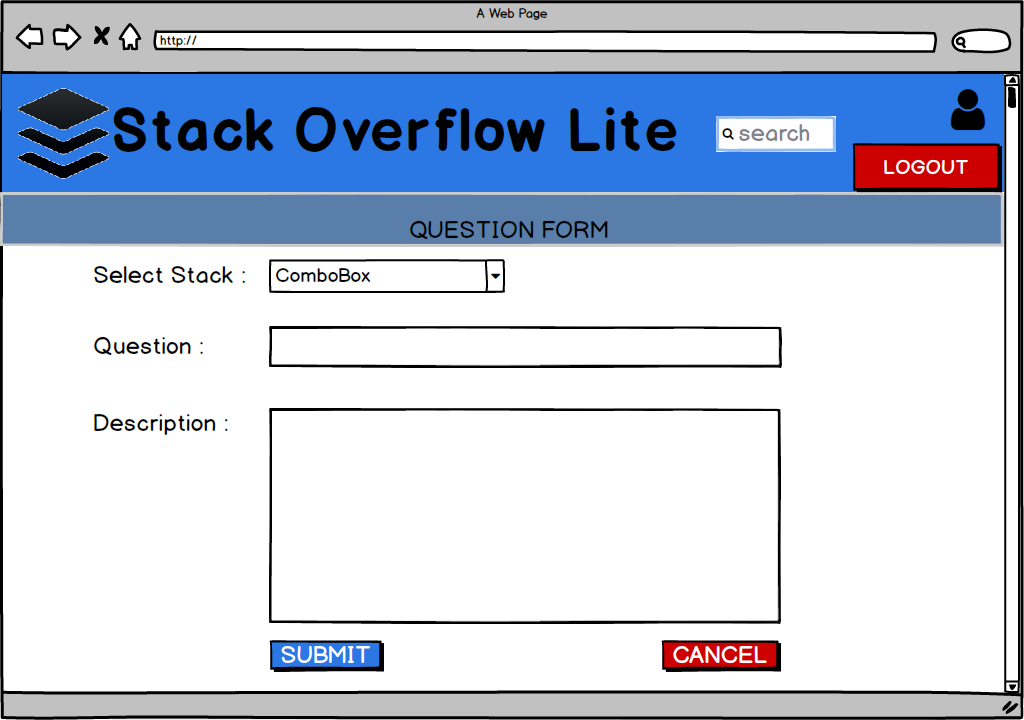 A Web Page
http://
Stack Overflow Lite
search
LOGOUT
QUESTION FORM
Select Stack :
ComboBox
Question :
Description :
SUBMIT
CANCEL